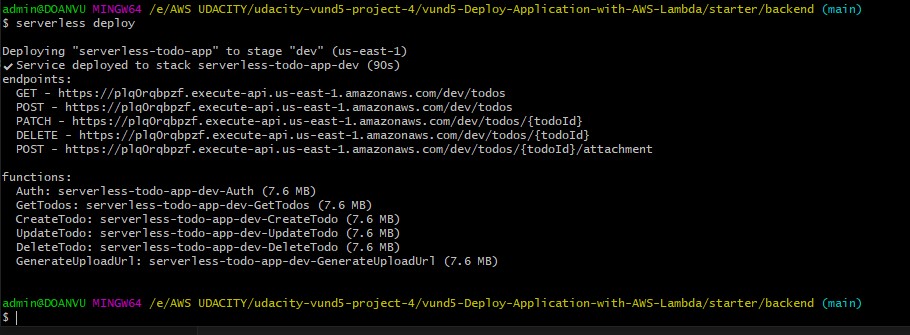 admin@DOANVU MINGW64 /e/AWS UDACITY/udacity-vund5-project-4/vund5-Deploy-Application-with-AWS-Lambda/starter/backend (main)
$ serverless deploy
Deploying "serverless-todo-app" to stage "dev" (us-east-1)
✔ Service deployed to stack serverless-todo-app-dev (90s)
endpoints:
GET - https://plq0rqbpzf.execute-api.us-east-1.amazonaws.com/dev/todos
POST - https://plq0rqbpzf.execute-api.us-east-1.amazonaws.com/dev/todos
PATCH - https://plq0rqbpzf.execute-api.us-east-1.amazonaws.com/dev/todos/{todoId}
DELETE - https://plq0rqbpzf.execute-api.us-east-1.amazonaws.com/dev/todos/{todoId}
POST - https://plq0rqbpzf.execute-api.us-east-1.amazonaws.com/dev/todos/{todoId}/attachment
functions:
Auth: serverless-todo-app-dev-Auth (7.6 MB)
GetTodos: serverless-todo-app-dev-GetTodos (7.6 MB)
CreateTodo: serverless-todo-app-dev-CreateTodo (7.6 MB)
UpdateTodo: serverless-todo-app-dev-UpdateTodo (7.6 MB)
DeleteTodo: serverless-todo-app-dev-DeleteTodo (7.6 MB)
GenerateUploadUrl: serverless-todo-app-dev-GenerateUploadUrl (7.6 MB)
admin@DOANVU MINGW64 /e/AWS UDACITY/udacity-vund5-project-4/vund5-Deploy-Application-with-AWS-Lambda/starter/backend (main)
$